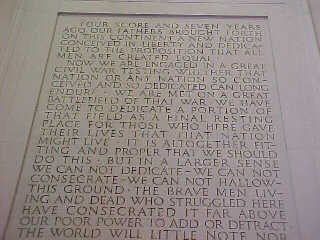 FOUR SCORE AND SEVEN YEARS
AGO OUR FATHERS BROUGHT FORTH
ON THIS CONTINENT A NEW NATION
CONCEIVED IN LIBERTY AND DEDICA-
TED TO THE PROPOSITION THAT ALL
MEN ARE CREATED EQUAL ·
NOW WE ARE ENGAGED IN A GREAT
CIVIL WAR TESTING WHETHER THAT
NATION OR ANY NATION SO CON-
CEIVED AND SO DEDICATED CAN LONG
ENDURE · WE ARE MET ON A GREAT
BATTLEFIELD OF THAT WAR · WE HAVE
COME TO DEDICATE A PORTION OF
THAT FIELD AS A FINAL RESTING
PLACE FOR THOSE WHO HERE GAVE
THEIR LIVES THAT THAT NATION
MIGHT LIVE · IT IS ALTOGETHER FIT-
TING AND PROPER THAT WE SHOULD
DO THIS · BUT IN A LARGER SENSE
WE CAN NOT DEDICATE~WE CAN NOT
CONSECRATE~WE CAN NOT HALLOW~
THIS GROUND · THE BRAVE MEN LIV-
ING AND DEAD WHO STRUGGLED HERE
HAVE CONSECRATED IT FAR ABOVE
OUR POOR POWER TO ADD OR DETRACT ·
THE WORLD WILL LITTLE NOTE NOR